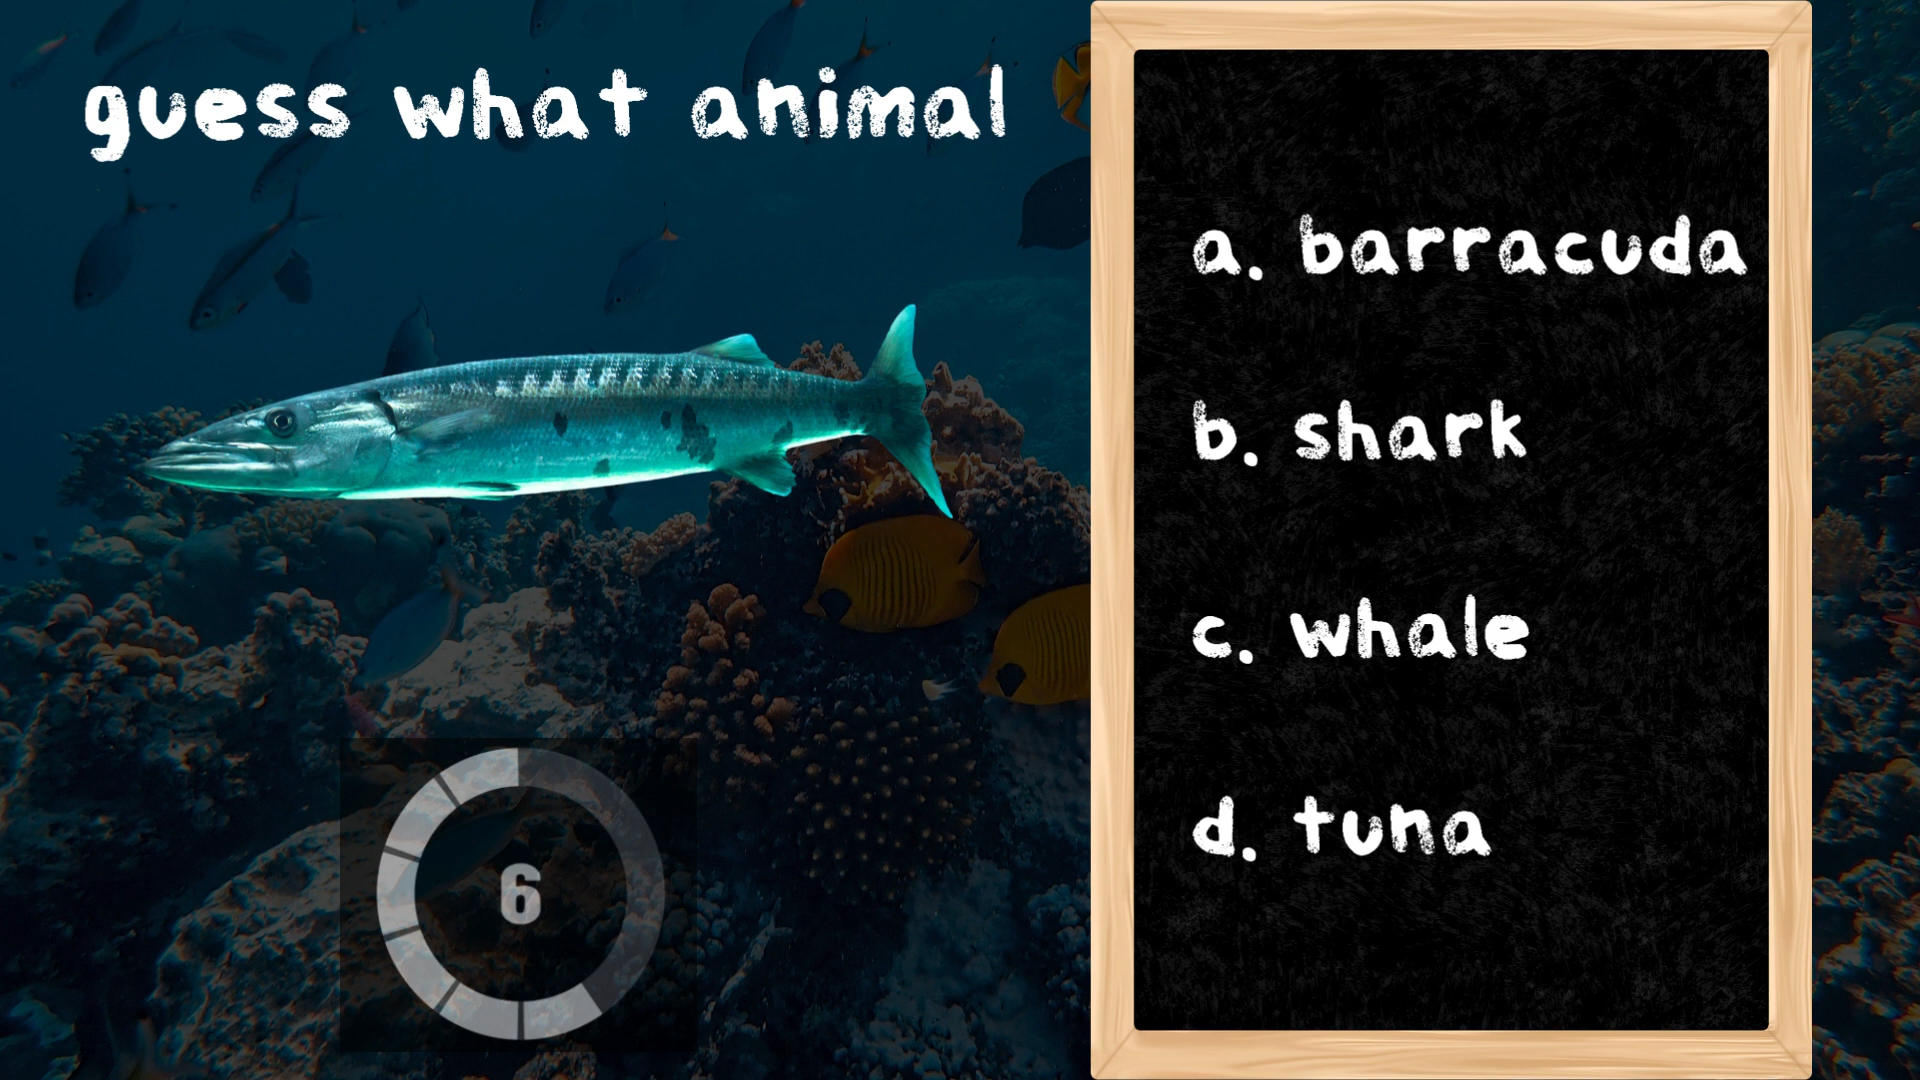 guess what animal
a. barracuda
b. shark
c. whale
d. tuna
6